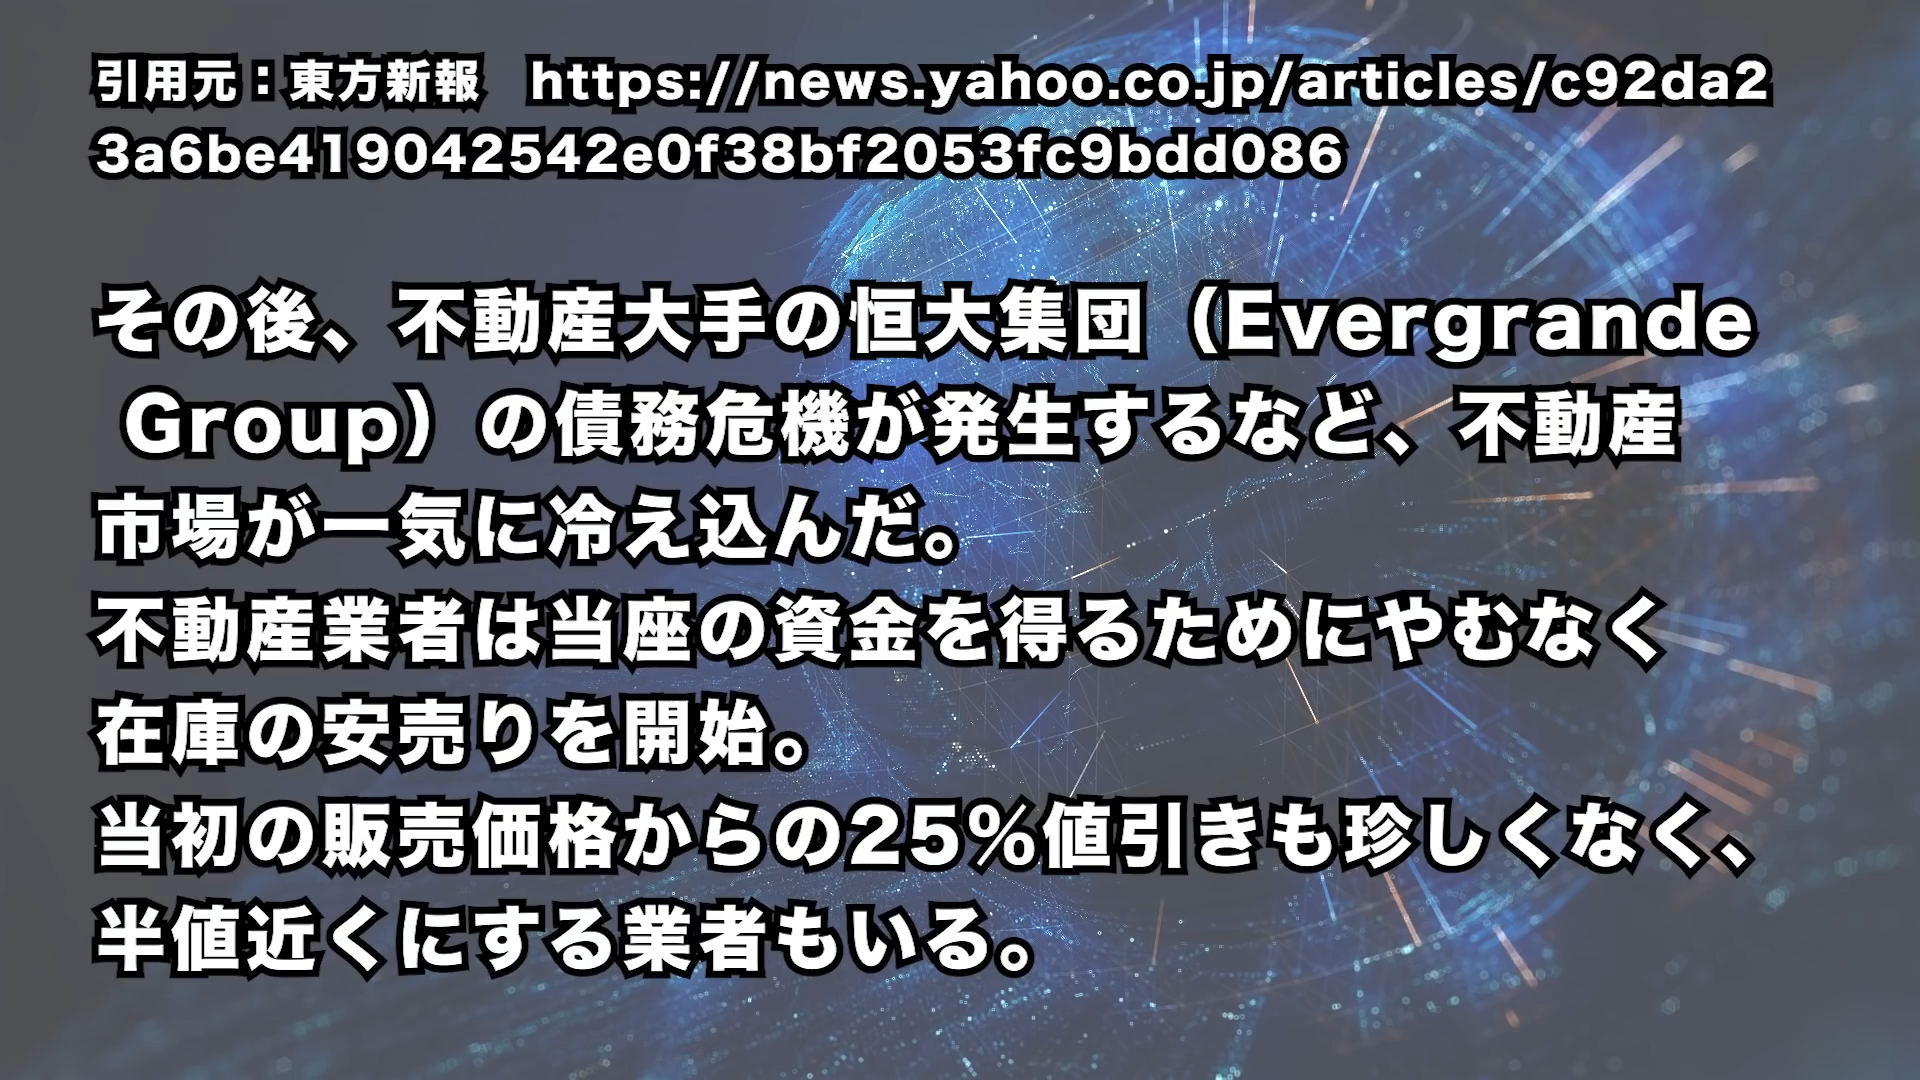 引用元：東方新報　https://news.yahoo.co.jp/articles/c92da2
3a6be419042542e0f38bf2053fc9bdd086
その後、不動産大手の恒大集団（Evergrande
Group）の債務危機が発生するなど、不動産
市場が一気に冷え込んだ。
不動産業者は当座の資金を得るためにやむなく
在庫の安売りを開始。
当初の販売価格からの25%値引きも珍しくなく、
半値近くにする業者もいる。